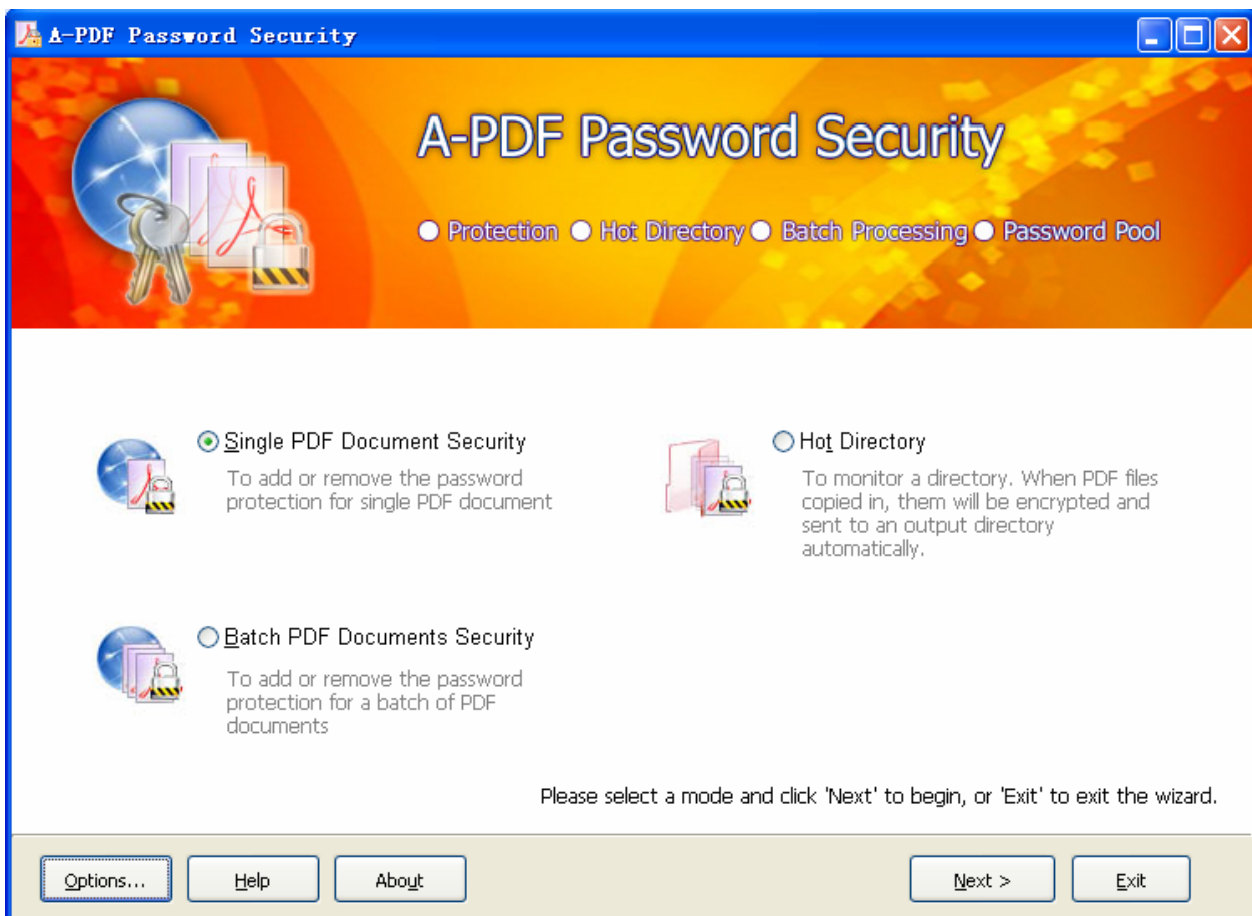 A-PDF Password Security
A-PDF Password Security
Protection Hot Directory Batch Processing Password Pool
Single PDF Document Security
To add or remove the password
protection for single PDF document
Hot Directory
To monitor a directory. When PDF files
copied in, them will be encrypted and
sent to an output directory
automatically.
Batch PDF Documents Security
To add or remove the password
protection for a batch of PDF
documents
Please select a mode and click 'Next' to begin, or 'Exit' to exit the wizard.
Options... Help About Next > Exit